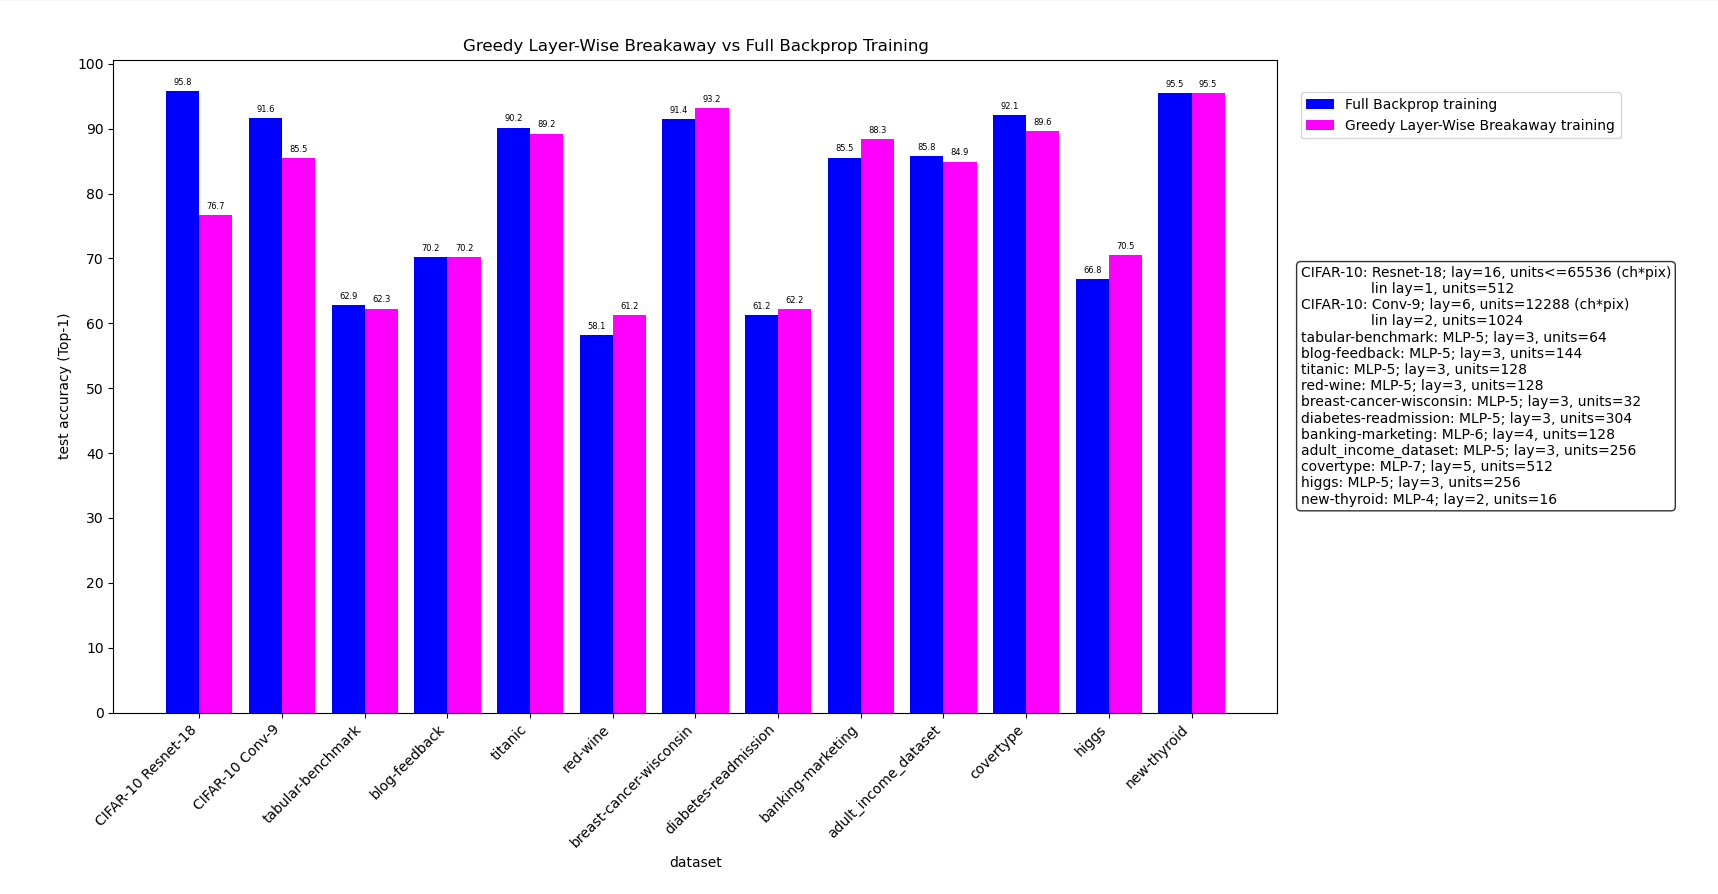 Greedy Layer-Wise Breakaway vs Full Backprop Training
100
90
80
70
60
50
40
30
20
10
0
test accuracy (Top-1)
95.8
76.7
91.6
85.5
62.9
62.3
70.2
70.2
90.2
89.2
58.1
61.2
91.4
93.2
61.2
62.2
85.5
88.3
85.8
84.9
92.1
89.6
66.8
70.5
95.5
95.5
CIFAR-10 Resnet-18
CIFAR-10 Conv-9
tabular-benchmark
blog-feedback
titanic
red-wine
breast-cancer-wisconsin
diabetes-readmission
banking-marketing
adult_income_dataset
covertype
higgs
new-thyroid
dataset
Full Backprop training
Greedy Layer-Wise Breakaway training
CIFAR-10: Resnet-18; lay=16, units<=65536 (ch*pix)
lin lay=1, units=512
CIFAR-10: Conv-9; lay=6, units=12288 (ch*pix)
lin lay=2, units=1024
tabular-benchmark: MLP-5; lay=3, units=64
blog-feedback: MLP-5; lay=3, units=144
titanic: MLP-5; lay=3, units=128
red-wine: MLP-5; lay=3, units=128
breast-cancer-wisconsin: MLP-5; lay=3, units=32
diabetes-readmission: MLP-5; lay=3, units=304
banking-marketing: MLP-6; lay=4, units=128
adult_income_dataset: MLP-5; lay=3, units=256
covertype: MLP-7; lay=5, units=512
higgs: MLP-5; lay=3, units=256
new-thyroid: MLP-4; lay=2, units=16